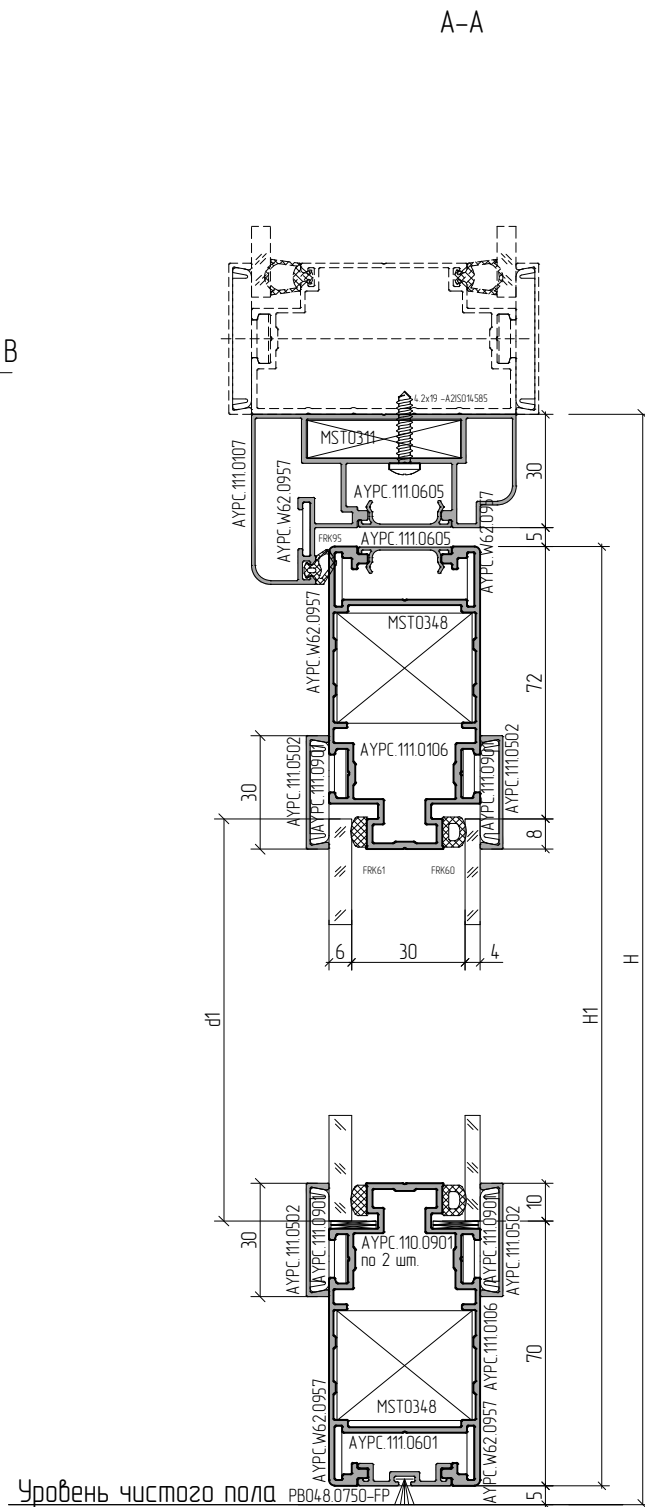 A-A
B
4.2x19 -A2ISO14585
MST0311
AYPC.111.0107
AYPC.W62.0957
AYPC.111.0605
30
FRK95
AYPC.111.0605
AYPC.W62.0957
5
AYPC.W62.0957
MST0348
72
AYPC.111.0106
30
AYPC.111.0502
AYPC.111.0901
AYPC.111.0901
AYPC.111.0502
8
FRK61
FRK60
6
30
4
d1
H1
H
30
AYPC.111.0502
AYPC.111.0901
AYPC.110.0901
по 2 шт.
AYPC.111.0901
AYPC.111.0502
10
AYPC.111.0106
70
MST0348
AYPC.W62.0957
AYPC.111.0601
AYPC.W62.0957
Уровень чистого пола
PB048.0750-FP
5